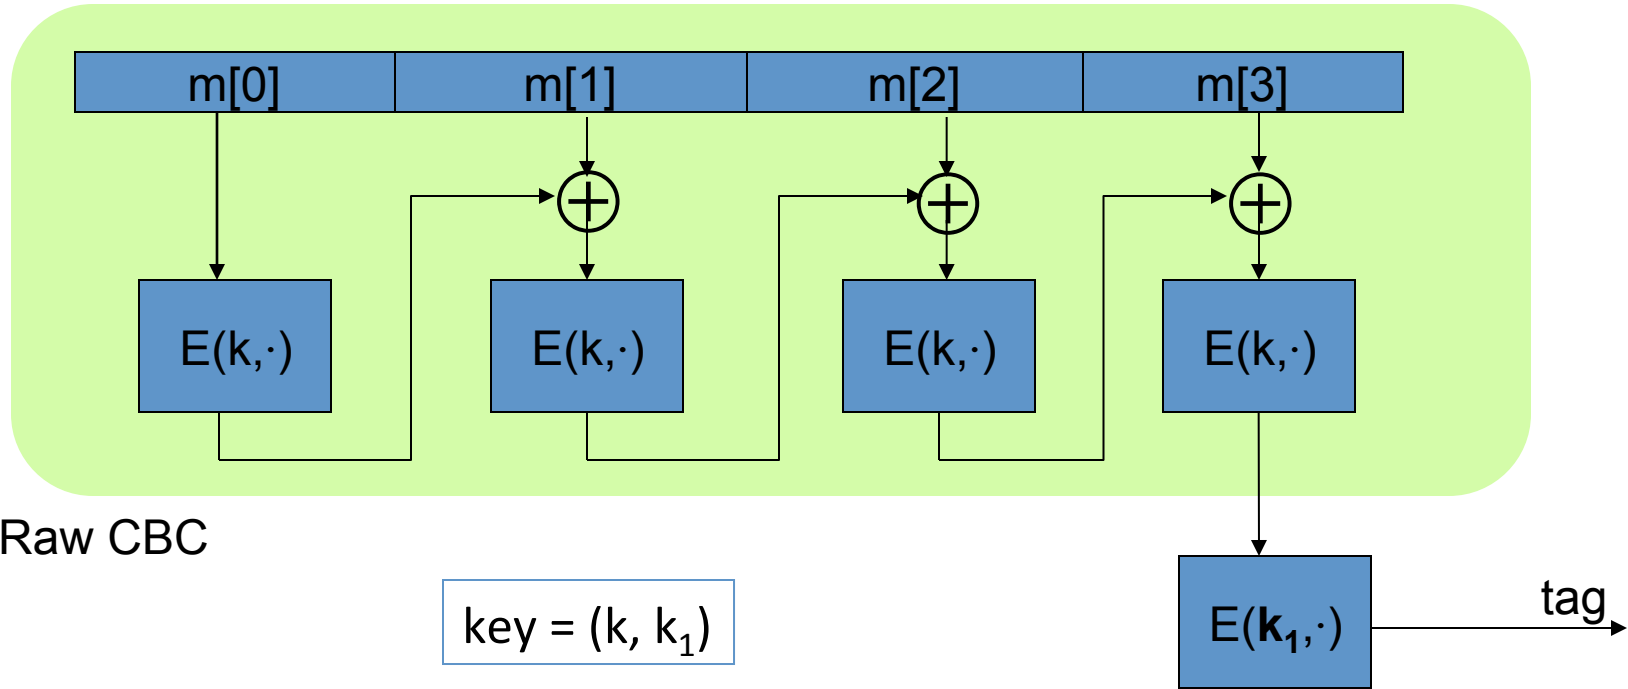 m[0] m[1] m[2] m[3]
E(k,·) E(k,·) E(k,·) E(k,·)
Raw CBC
key = (k, k₁)
E(k₁,·)
tag